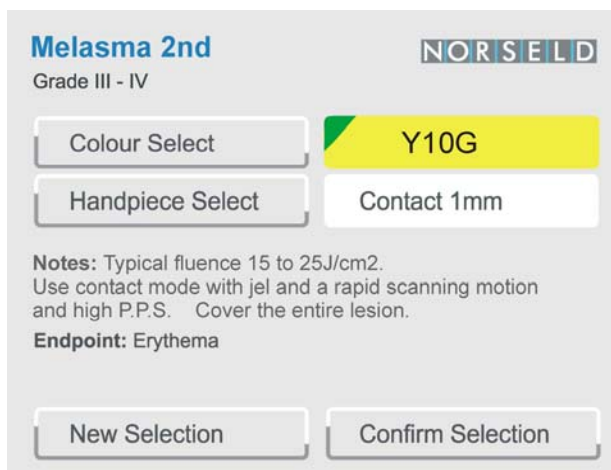 Melasma 2nd
NORSELD
Grade III - IV
Colour Select
Y10G
Handpiece Select
Contact 1mm
Notes: Typical fluence 15 to 25J/cm2.
Use contact mode with jel and a rapid scanning motion
and high P.P.S. Cover the entire lesion.
Endpoint: Erythema
New Selection
Confirm Selection